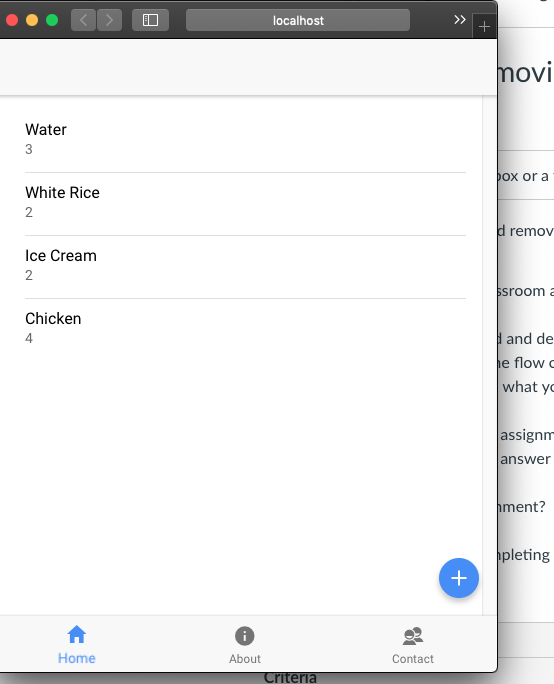 localhost
Water
3
White Rice
2
Ice Cream
2
Chicken
4
Home
About
Contact
movi
box or a
d remov
ssroom a
d and de
ne flow
what yo
assignm
answer
nment?
npleting
Criteria